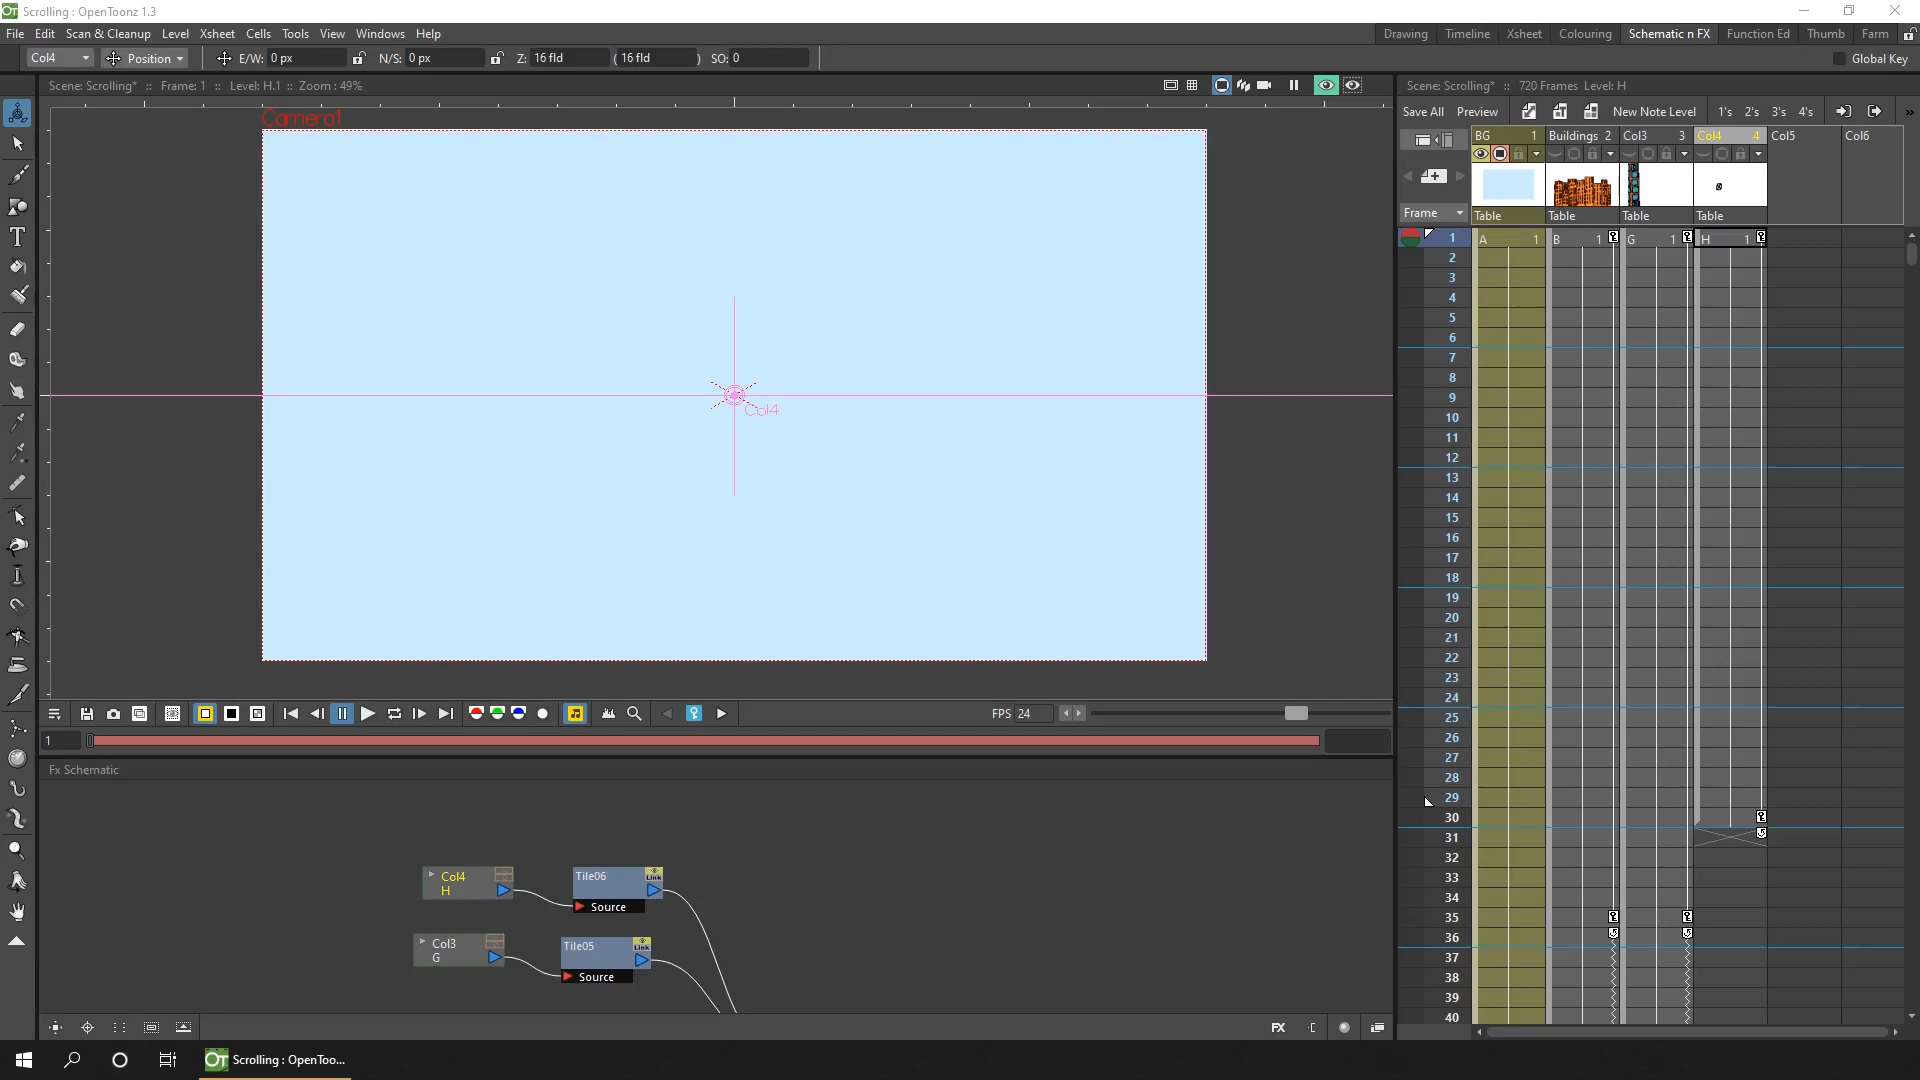 Scrolling : OpenToonz 1.3
File Edit Scan & Cleanup Level Xsheet Cells Tools View Windows Help
Drawing Timeline Xsheet Colouring Schematic n FX Function Ed Thumb Farm
Col4 Position E/W: 0 px N/S: 0 px Z: 16 fld ( 16 fld ) SO: 0
Global Key
Scene: Scrolling* :: Frame: 1 :: Level: H.1 :: Zoom : 49%
Scene: Scrolling* :: 720 Frames Level: H
Save All Preview New Note Level 1's 2's 3's 4's »
Camera1
BG 1 Buildings 2 Col3 3 Col4 4 Col5 Col6
Frame
Table Table Table Table
1 A 1 B 1 G 1 H 1
2
3
4
5
6
7
8
9
10
11
12
13
14
15
16
17
18
19
20
21
22
23
24
25
26
27
28
29
30
31
32
33
34
35
36
37
38
39
40
Col4
FPS 24
1
Fx Schematic
Col4
H
Tile06
Link
Source
Col3
G
Tile05
Link
Source
FX
OT Scrolling : OpenToo...